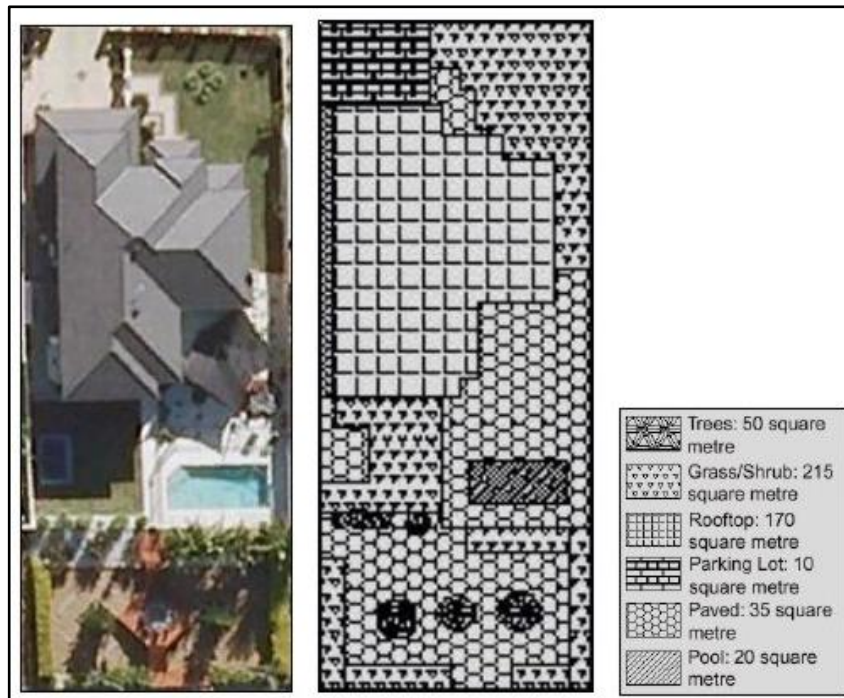 Trees: 50 square
metre
Grass/Shrub: 215
square metre
Rooftop: 170
square metre
Parking Lot: 10
square metre
Paved: 35 square
metre
Pool: 20 square
metre